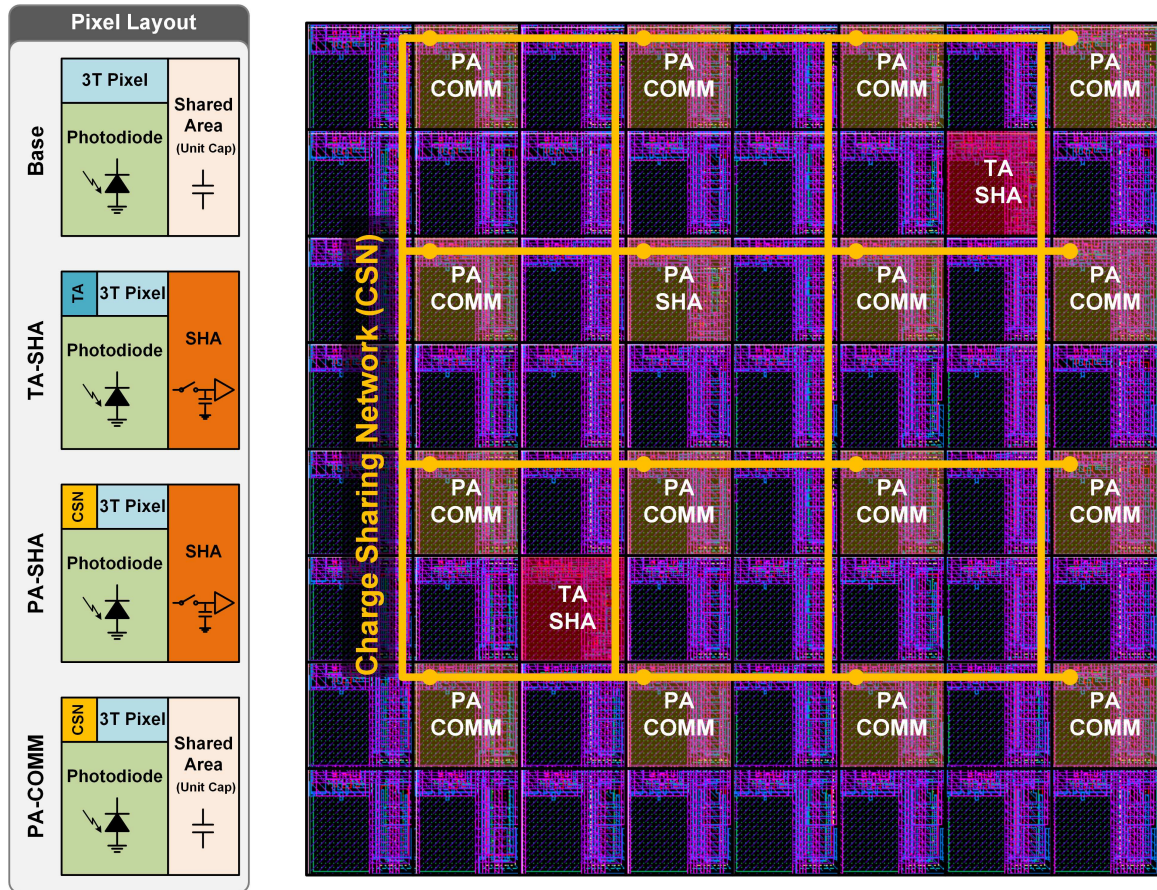 Pixel Layout
Base
3T Pixel
Photodiode
Shared
Area
(Unit Cap)
TA-SHA
TA
3T Pixel
Photodiode
SHA
PA-SHA
CSN
3T Pixel
Photodiode
SHA
PA-COMM
CSN
3T Pixel
Photodiode
Shared
Area
(Unit Cap)
Charge Sharing Network (CSN)
PA
COMM
PA
COMM
PA
COMM
PA
COMM
TA
SHA
PA
COMM
PA
SHA
PA
COMM
PA
COMM
PA
COMM
PA
COMM
PA
COMM
PA
COMM
TA
SHA
PA
COMM
PA
COMM
PA
COMM
PA
COMM